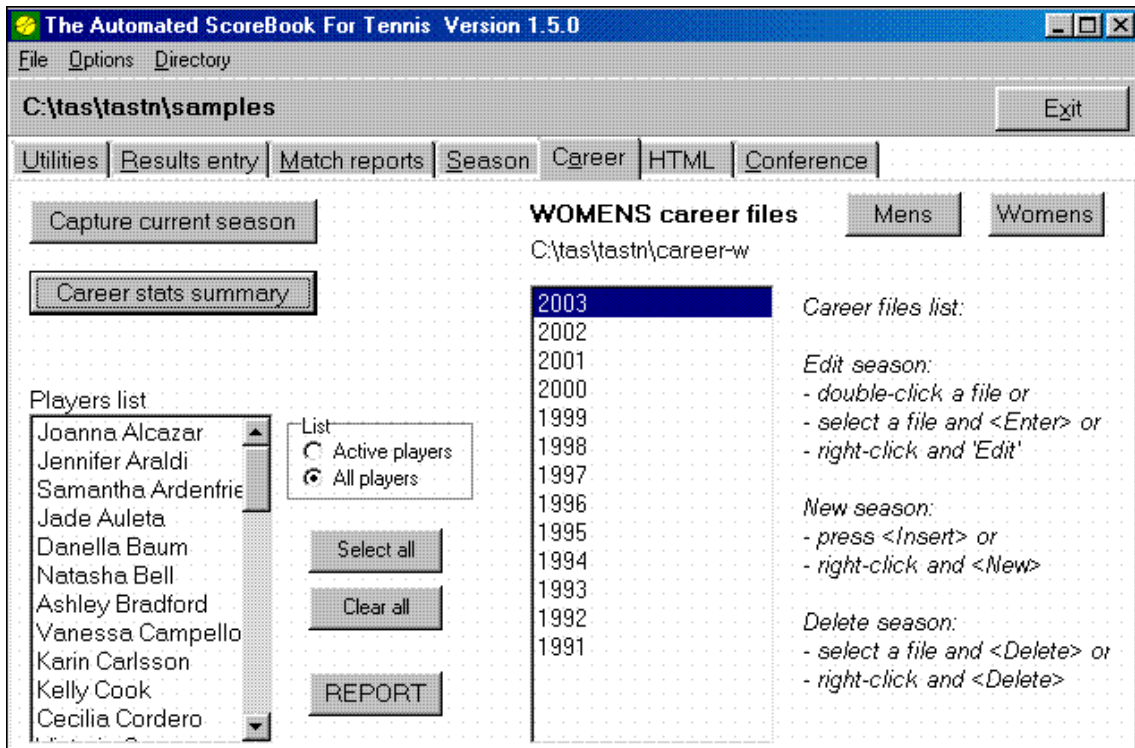 The Automated ScoreBook For Tennis Version 1.5.0
File Options Directory
C:\tas\tastn\samples
Exit
Utilities Results entry Match reports Season Career HTML Conference
Capture current season
Career stats summary
WOMENS career files
Mens
Womens
C:\tas\tastn\career-w
2003
2002
2001
2000
1999
1998
1997
1996
1995
1994
1993
1992
1991
Career files list:
Edit season:
- double-click a file or
- select a file and <Enter> or
- right-click and 'Edit'
New season:
- press <Insert> or
- right-click and <New>
Delete season:
- select a file and <Delete> or
- right-click and <Delete>
Players list
Joanna Alcazar
Jennifer Araldi
Samantha Ardenfrie
Jade Auleta
Danella Baum
Natasha Bell
Ashley Bradford
Vanessa Campello
Karin Carlsson
Kelly Cook
Cecilia Cordero
List
Active players
All players
Select all
Clear all
REPORT